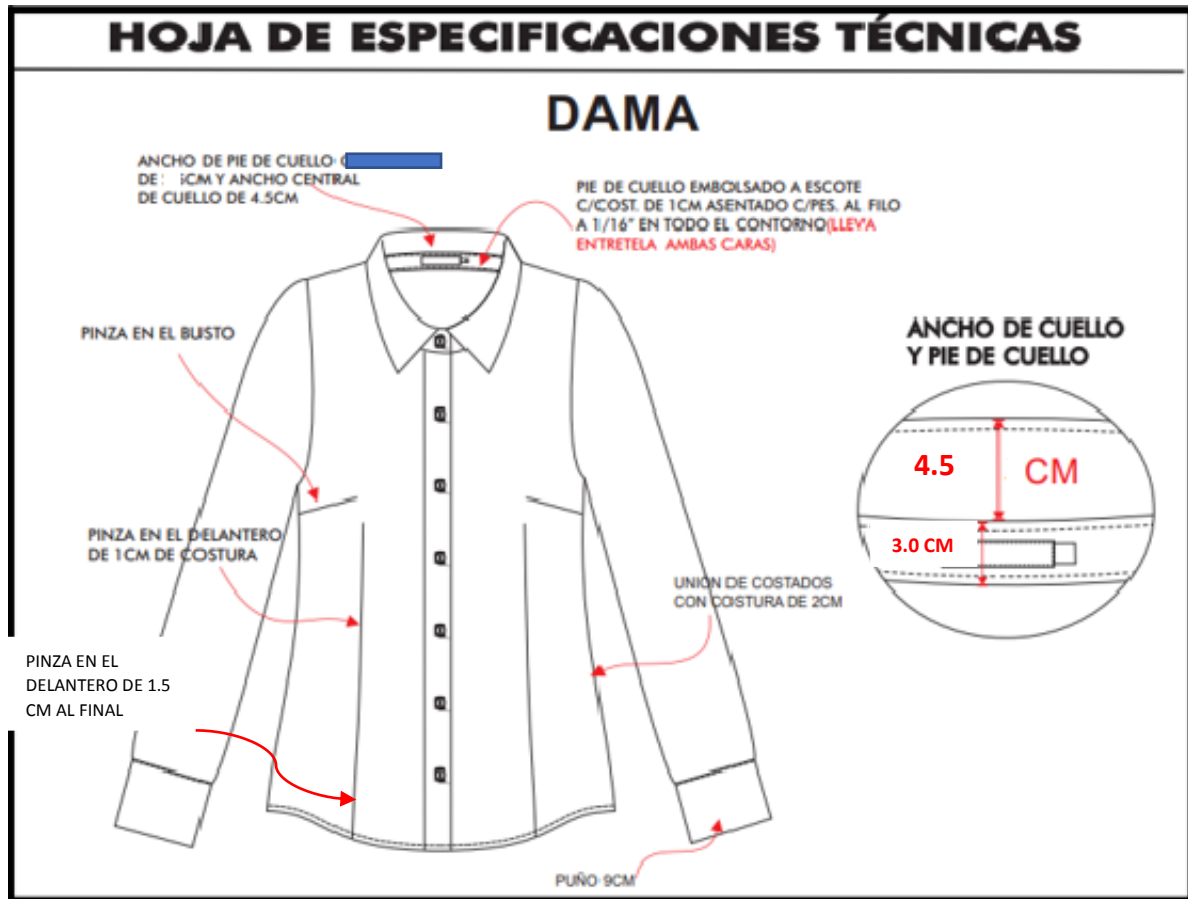 HOJA DE ESPECIFICACIONES TÉCNICAS
DAMA
ANCHO DE PIE DE CUELLO
DE CM Y ANCHO CENTRAL
DE CUELLO DE 4.5CM
PIE DE CUELLO EMBOLSADO A ESCOTE
C/COST. DE 1CM ASENTADO C/PES. AL FILO
A 1/16" EN TODO EL CONTORNO(LLEVA
ENTRETELA AMBAS CARAS)
PINZA EN EL BUSTO
ANCHO DE CUELLO
Y PIE DE CUELLO
4.5 CM
3.0 CM
PINZA EN EL DELANTERO
DE 1CM DE COSTURA
UNION DE COSTADOS
CON COSTURA DE 2CM
PINZA EN EL
DELANTERO DE 1.5
CM AL FINAL
PUÑO 9CM